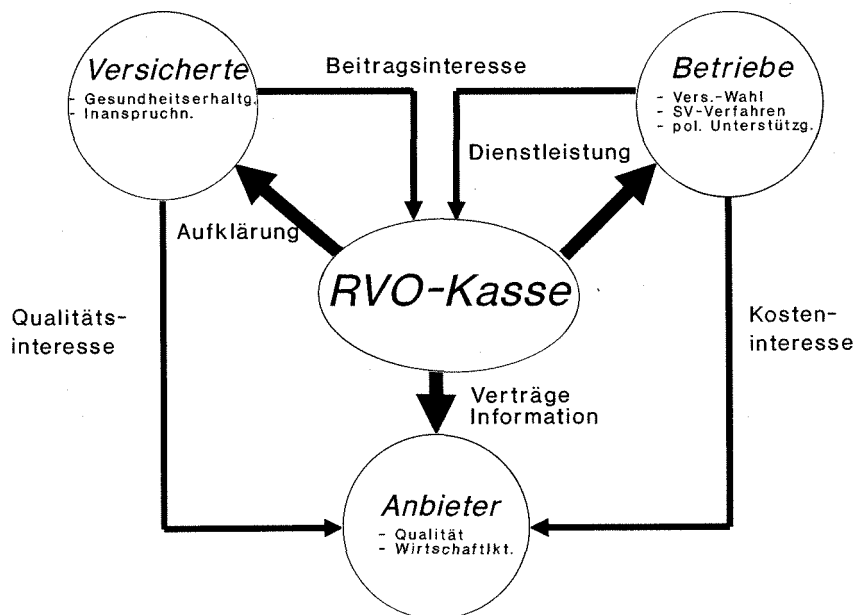 Versicherte
- Gesundheitserhaltg.
- Inanspruchn.
Beitragsinteresse
Betriebe
- Vers.-Wahl
- SV-Verfahren
- pol. Unterstützg.
Dienstleistung
Aufklärung
RVO-Kasse
Qualitäts-
interesse
Kosten-
interesse
Verträge
Information
Anbieter
- Qualität
- Wirtschaftlkt.